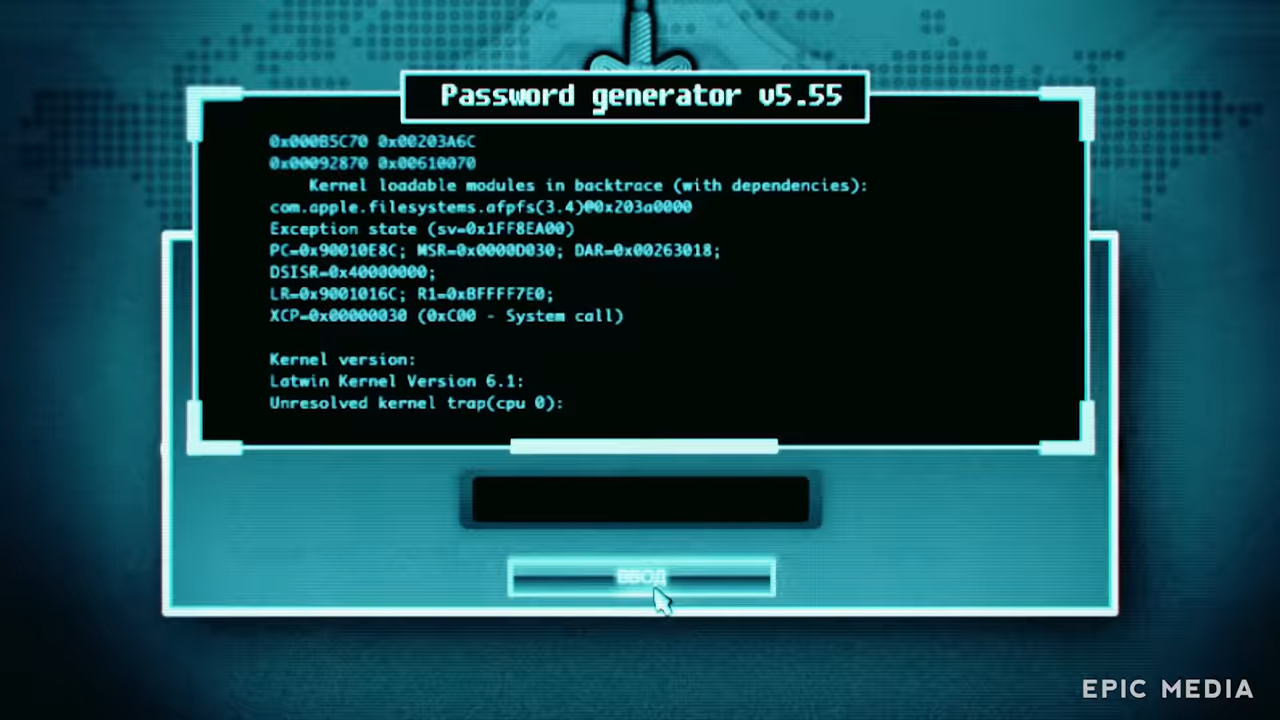 Password generator v5.55
0x000B5C70 0x00203A6C
0x00092870 0x00610070
Kernel loadable modules in backtrace (with dependencies):
com.apple.filesystems.afpfs(3.4)@0x203a0000
Exception state (sv=0x1FF8EA00)
PC=0x90010E8C; MSR=0x0000D030; DAR=0x00263018;
DSISR=0x40000000;
LR=0x9001016C; R1=0xBFFFF7E0;
XCP=0x00000030 (0xC00 - System call)
Kernel version:
Latwin Kernel Version 6.1:
Unresolved kernel trap(cpu 0):
ВВОД
EPIC MEDIA